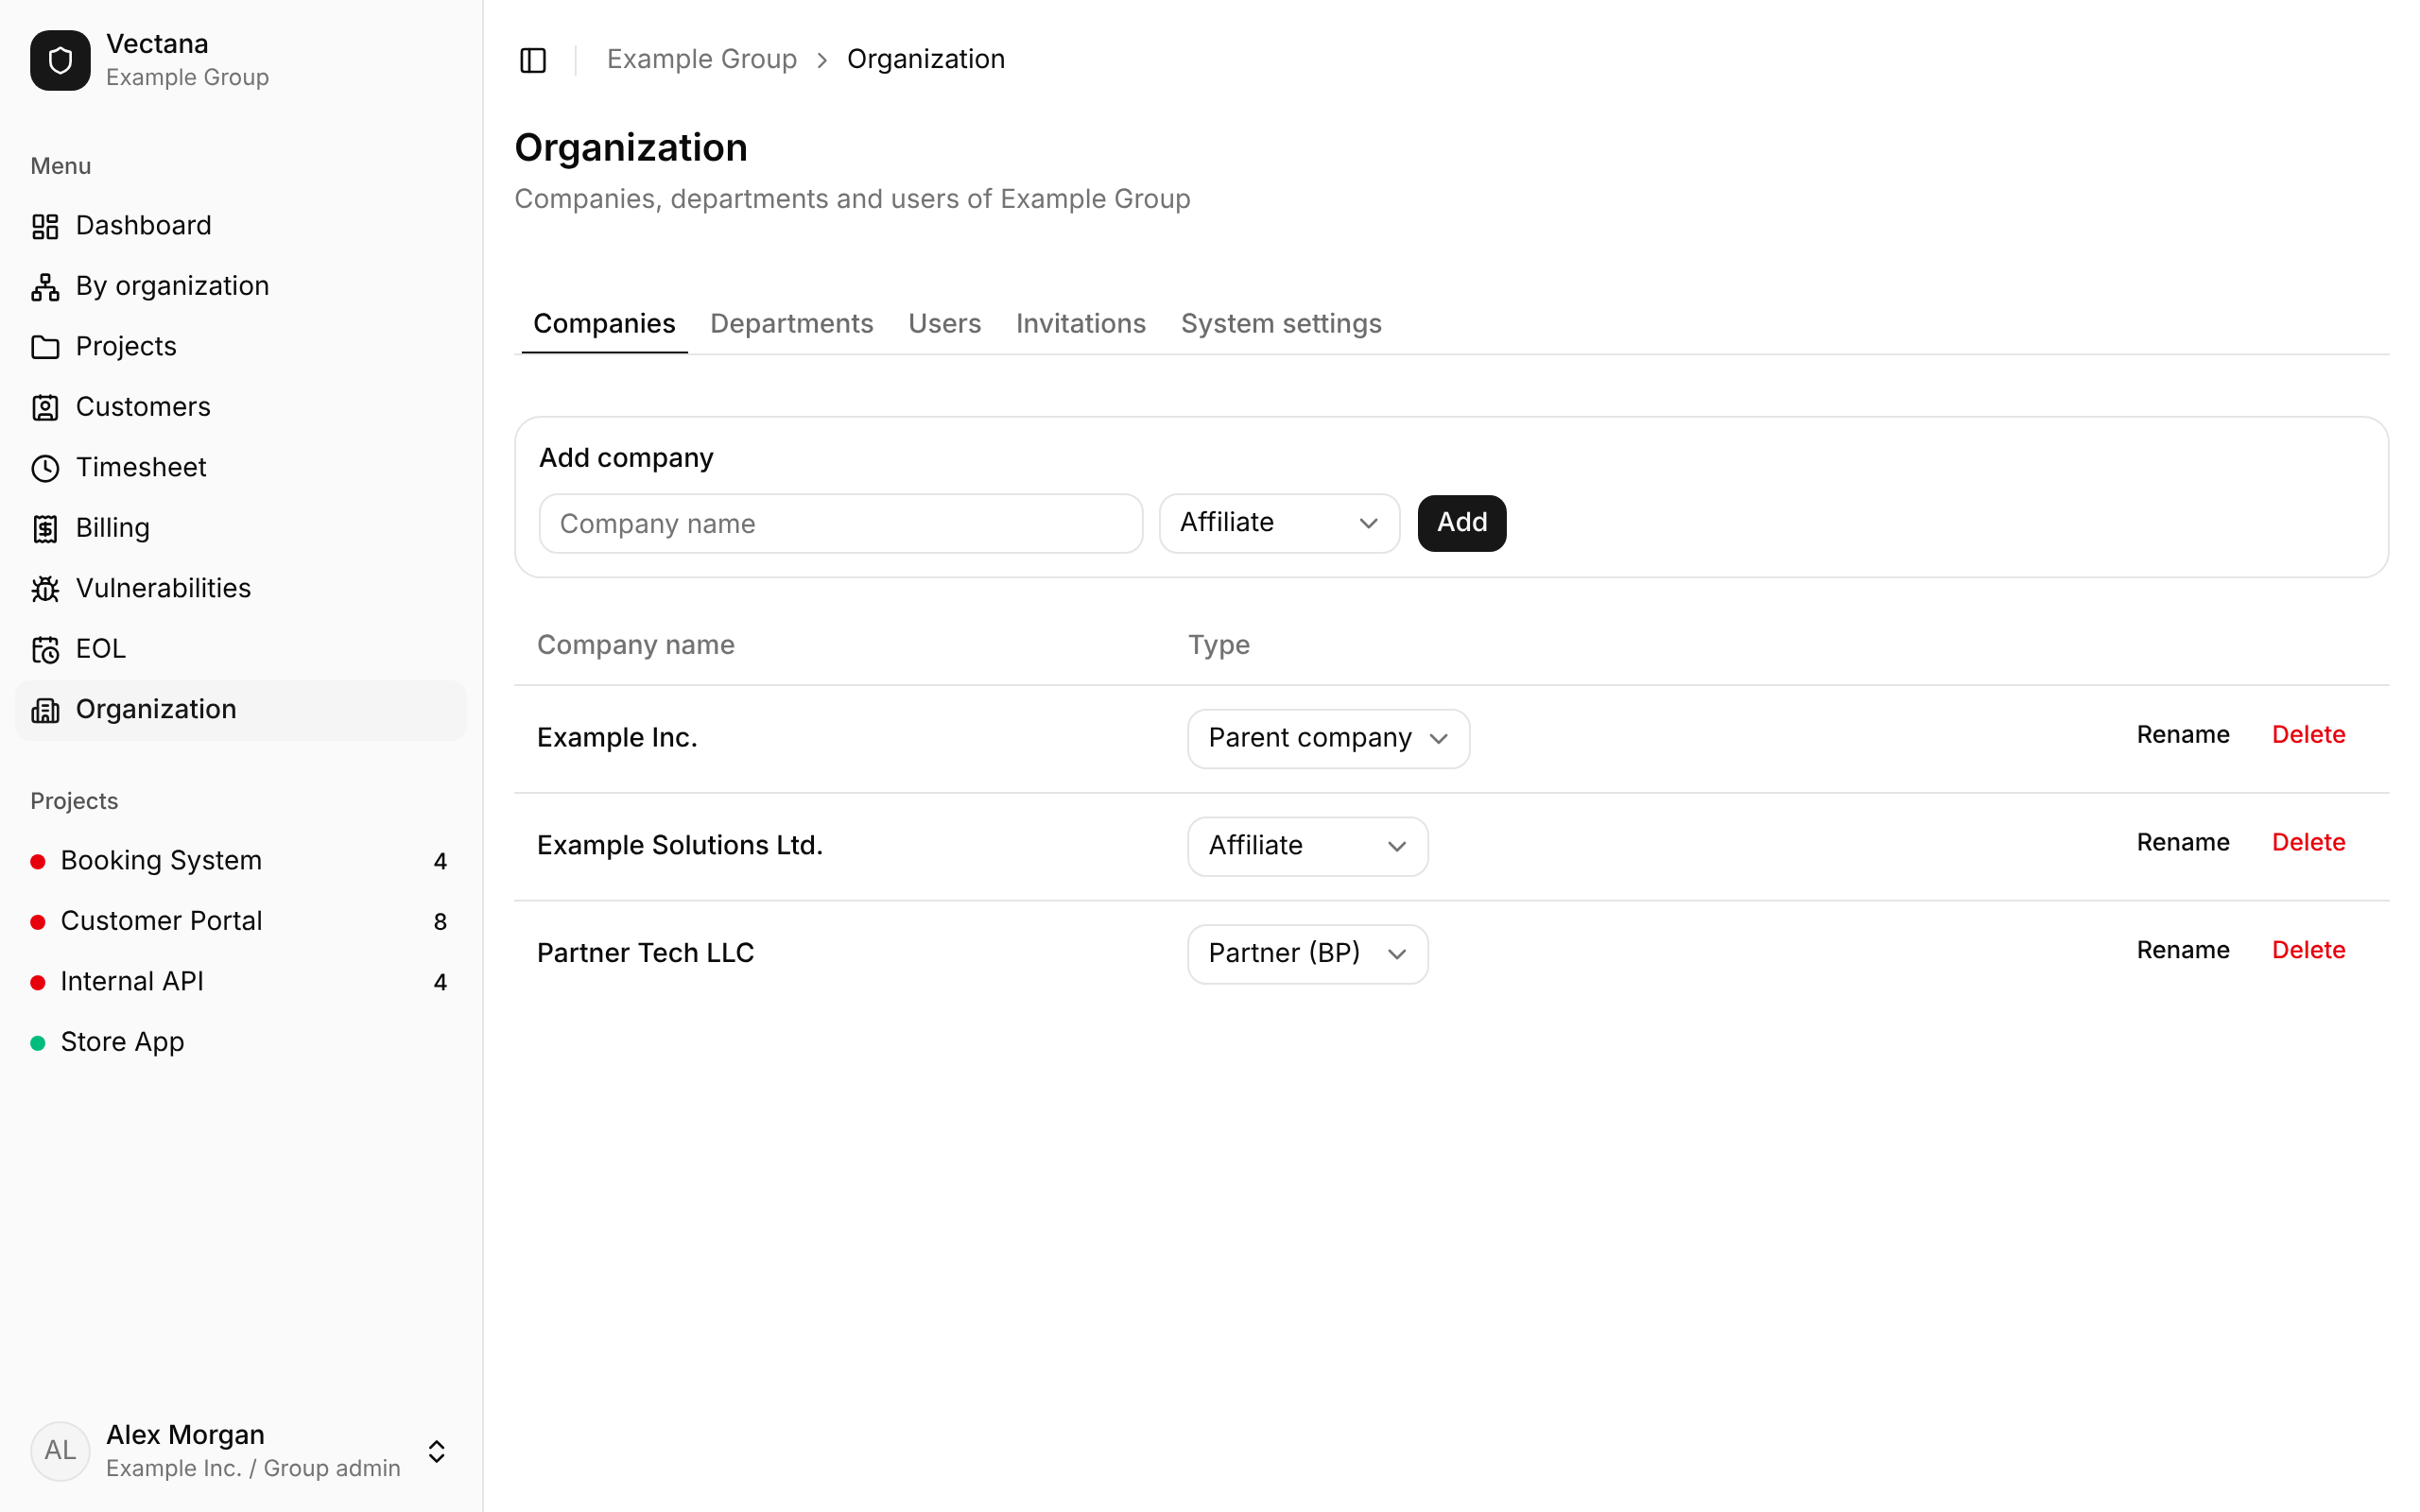 Vectana
Example Group
Menu
Dashboard
By organization
Projects
Customers
Timesheet
Billing
Vulnerabilities
EOL
Organization
Projects
Booking System 4
Customer Portal 8
Internal API 4
Store App
AL
Alex Morgan
Example Inc. / Group admin
Example Group > Organization
Organization
Companies, departments and users of Example Group
Companies Departments Users Invitations System settings
Add company
Company name Affiliate Add
Company name Type
Example Inc. Parent company Rename Delete
Example Solutions Ltd. Affiliate Rename Delete
Partner Tech LLC Partner (BP) Rename Delete